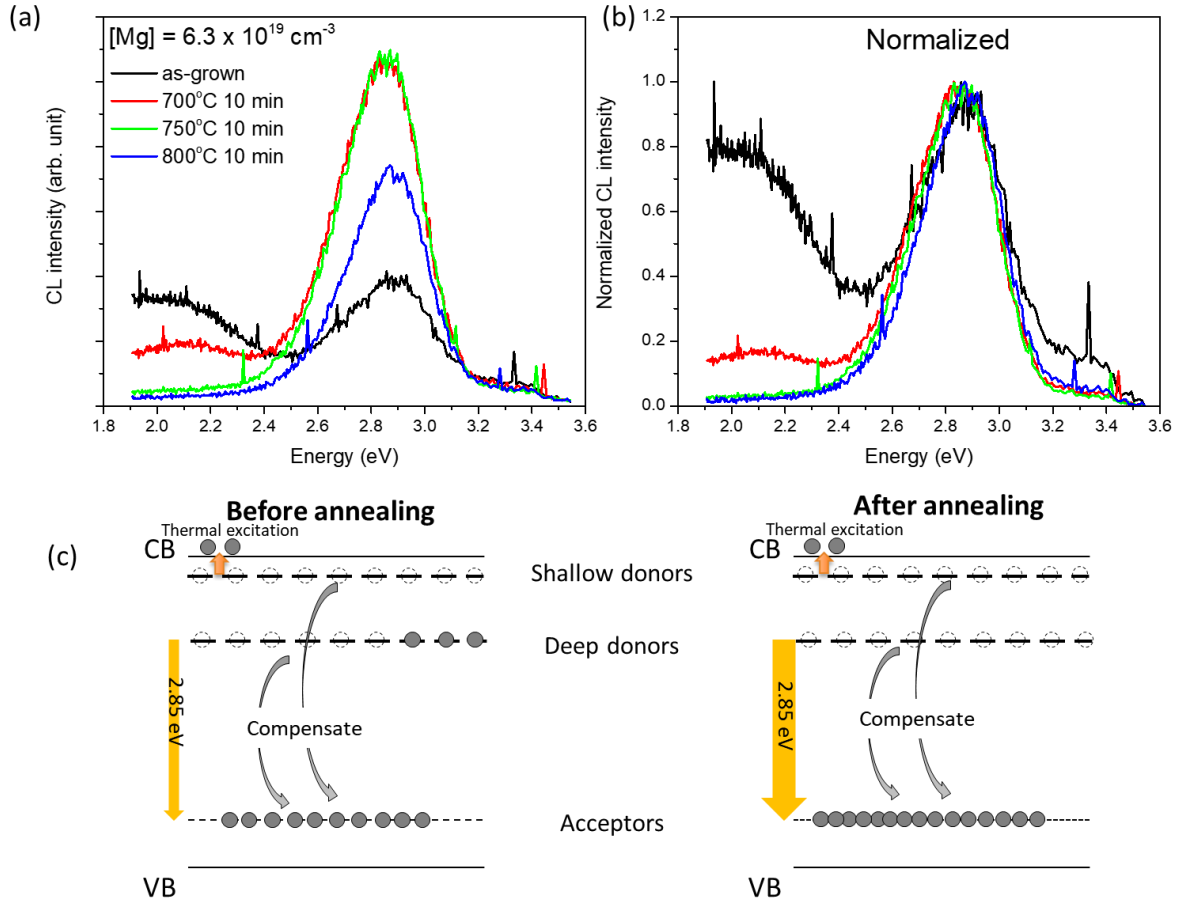 (a)
[Mg] = 6.3 x 10¹⁹ cm⁻³
as-grown
700°C 10 min
750°C 10 min
800°C 10 min
CL intensity (arb. unit)
1.8 2.0 2.2 2.4 2.6 2.8 3.0 3.2 3.4 3.6
Energy (eV)
(b)
Normalized
1.2
1.0
0.8
0.6
0.4
0.2
0.0
Normalized CL intensity
1.8 2.0 2.2 2.4 2.6 2.8 3.0 3.2 3.4 3.6
Energy (eV)
(c)
Before annealing
Thermal excitation
CB
2.85 eV
Compensate
VB
Shallow donors
Deep donors
Acceptors
After annealing
Thermal excitation
CB
2.85 eV
Compensate
VB